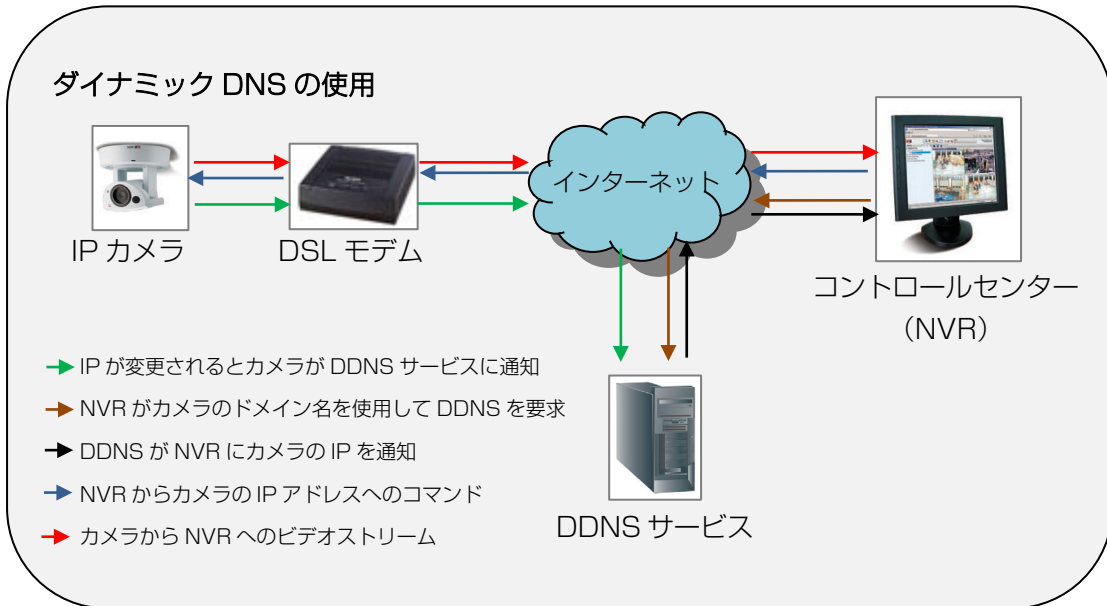 ダイナミック DNS の使用
インターネット
IP カメラ
DSL モデム
コントロールセンター
（NVR）
IP が変更されるとカメラが DDNS サービスに通知
NVR がカメラのドメイン名を使用して DDNS を要求
DDNS が NVR にカメラの IP を通知
NVR からカメラの IP アドレスへのコマンド
カメラから NVR へのビデオストリーム
DDNS サービス